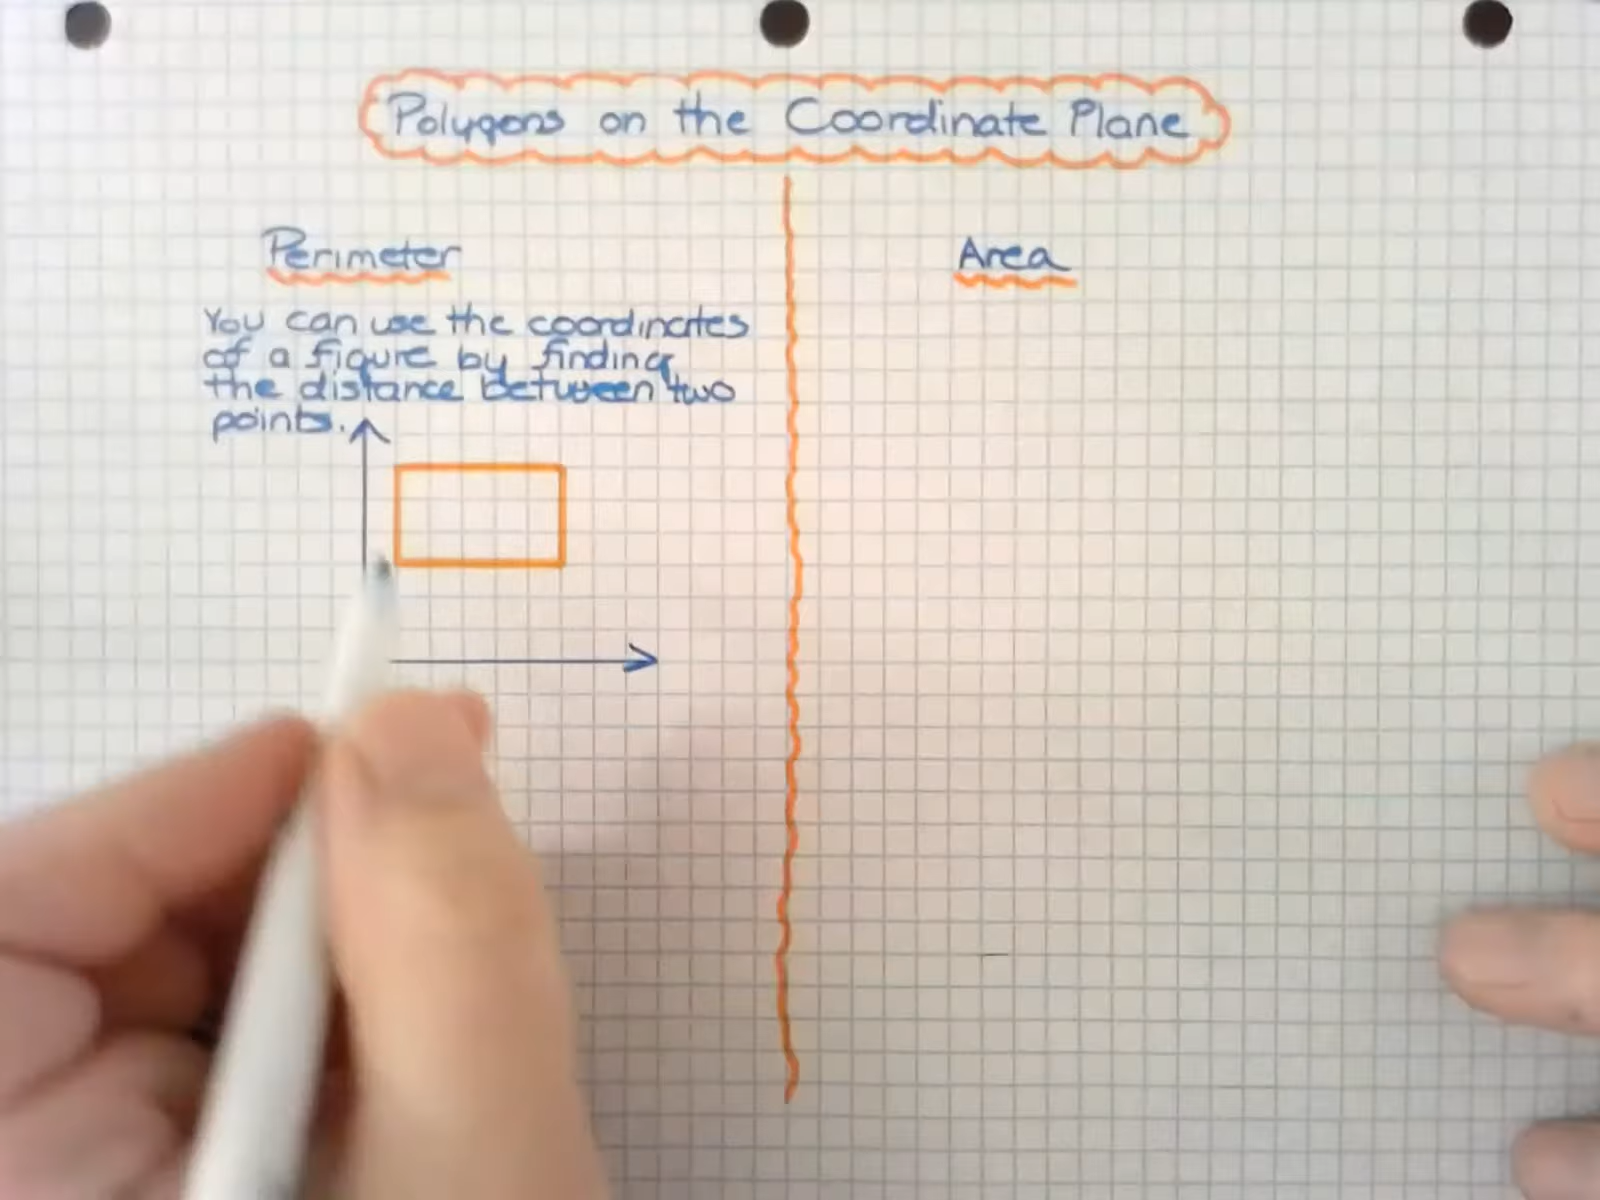 Polygons on the Coordinate Plane
Perimeter
You can use the coordinates
of a figure by finding
the distance between two
points.
Area